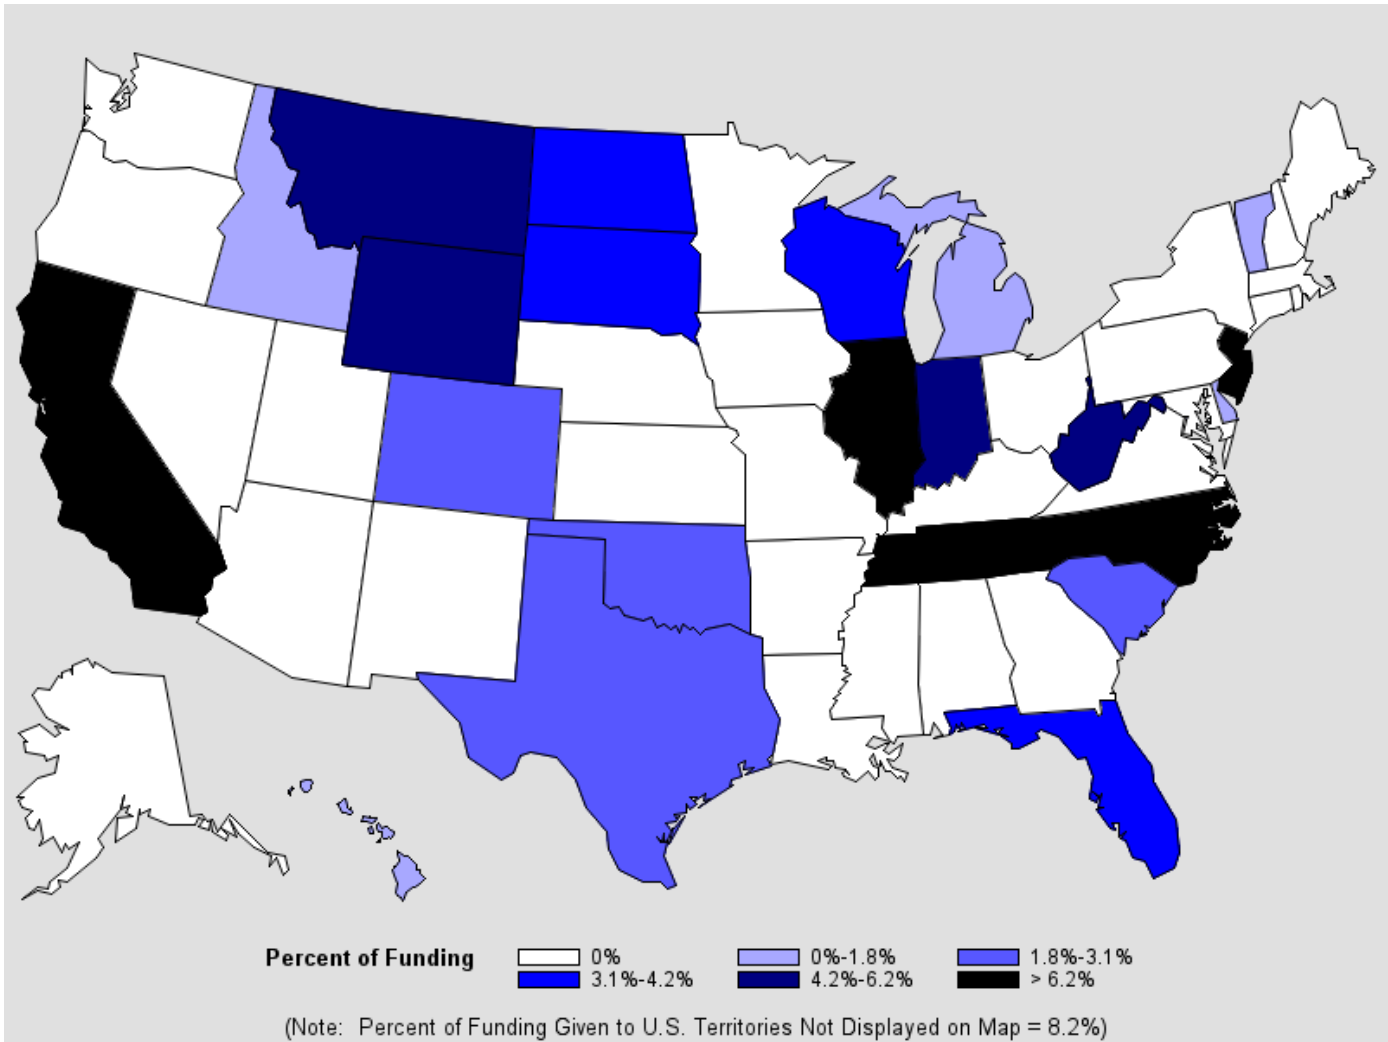 Percent of Funding 0% 0%-1.8% 1.8%-3.1%
3.1%-4.2% 4.2%-6.2% > 6.2%
(Note: Percent of Funding Given to U.S. Territories Not Displayed on Map = 8.2%)